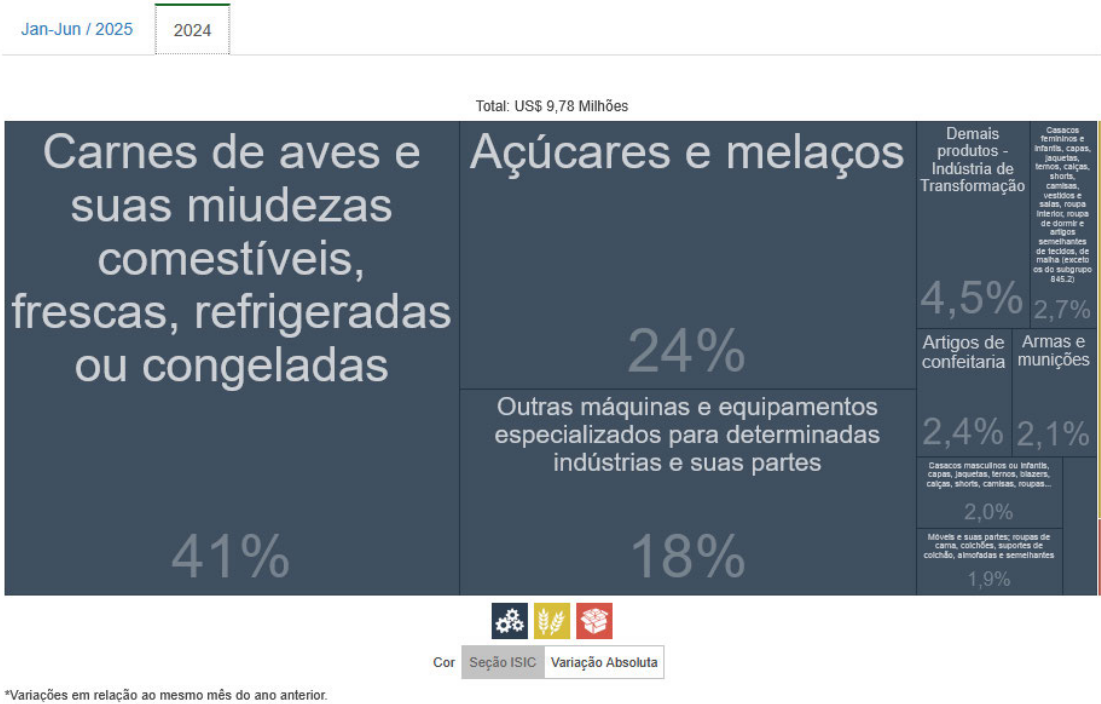 Jan-Jun / 2025
2024
Total: US$ 9,78 Milhões
Carnes de aves e
suas miudezas
comestíveis,
frescas, refrigeradas
ou congeladas
41%
Açúcares e melaços
24%
Outras máquinas e equipamentos
especializados para determinadas
indústrias e suas partes
18%
Demais
produtos -
Indústria de
Transformação
4,5%
Casacos
femininos e
infantis, capas,
jaquetas,
ternos, calças,
shorts,
camisas,
vestidos e
saias, roupa
interior, roupa
de dormir e
artigos
semelhantes
de tecidos, de
malha (exceto
os do subgrupo
845.2)
2,7%
Artigos de
confeitaria
2,4%
Armas e
munições
2,1%
Casacos masculinos ou infantis,
capas, jaquetas, ternos, blazers,
calças, shorts, camisas, roupas...
2,0%
Móveis e suas partes; roupas de
cama, colchões, suportes de
colchão, almofadas e semelhantes
1,9%
Cor
Seção ISIC
Variação Absoluta
*Variações em relação ao mesmo mês do ano anterior.